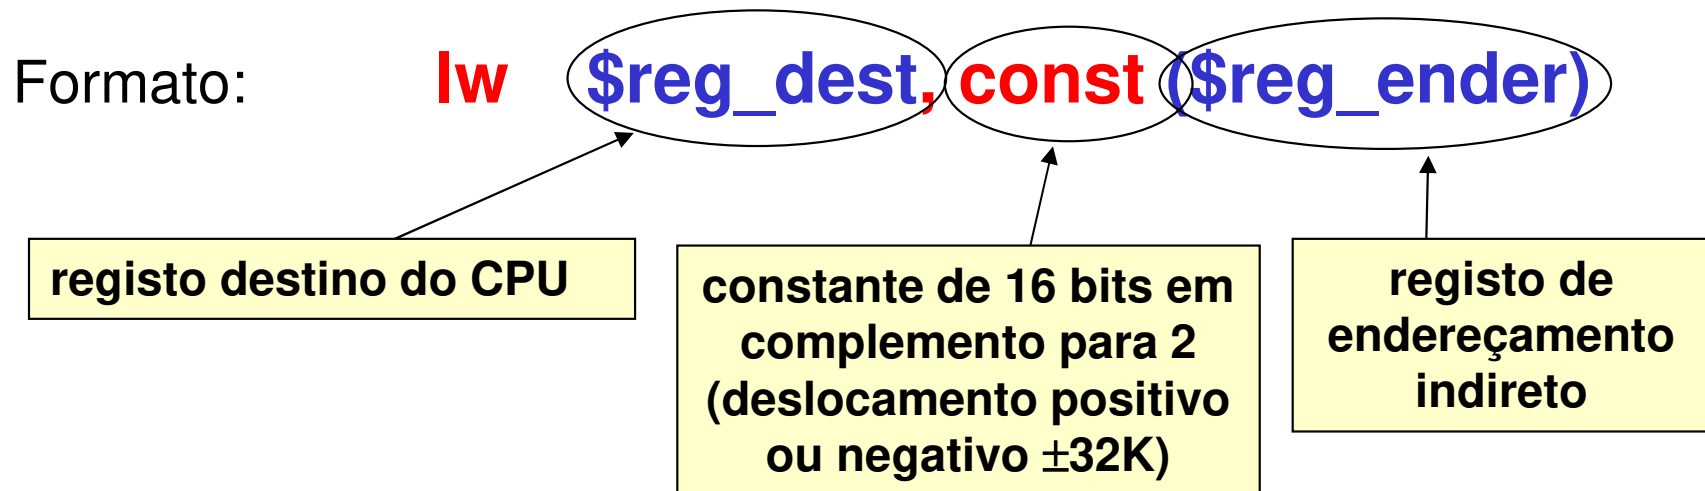 Formato: lw $reg_dest, const ($reg_ender)
registo destino do CPU
constante de 16 bits em
complemento para 2
(deslocamento positivo
ou negativo ±32K)
registo de
endereçamento
indireto